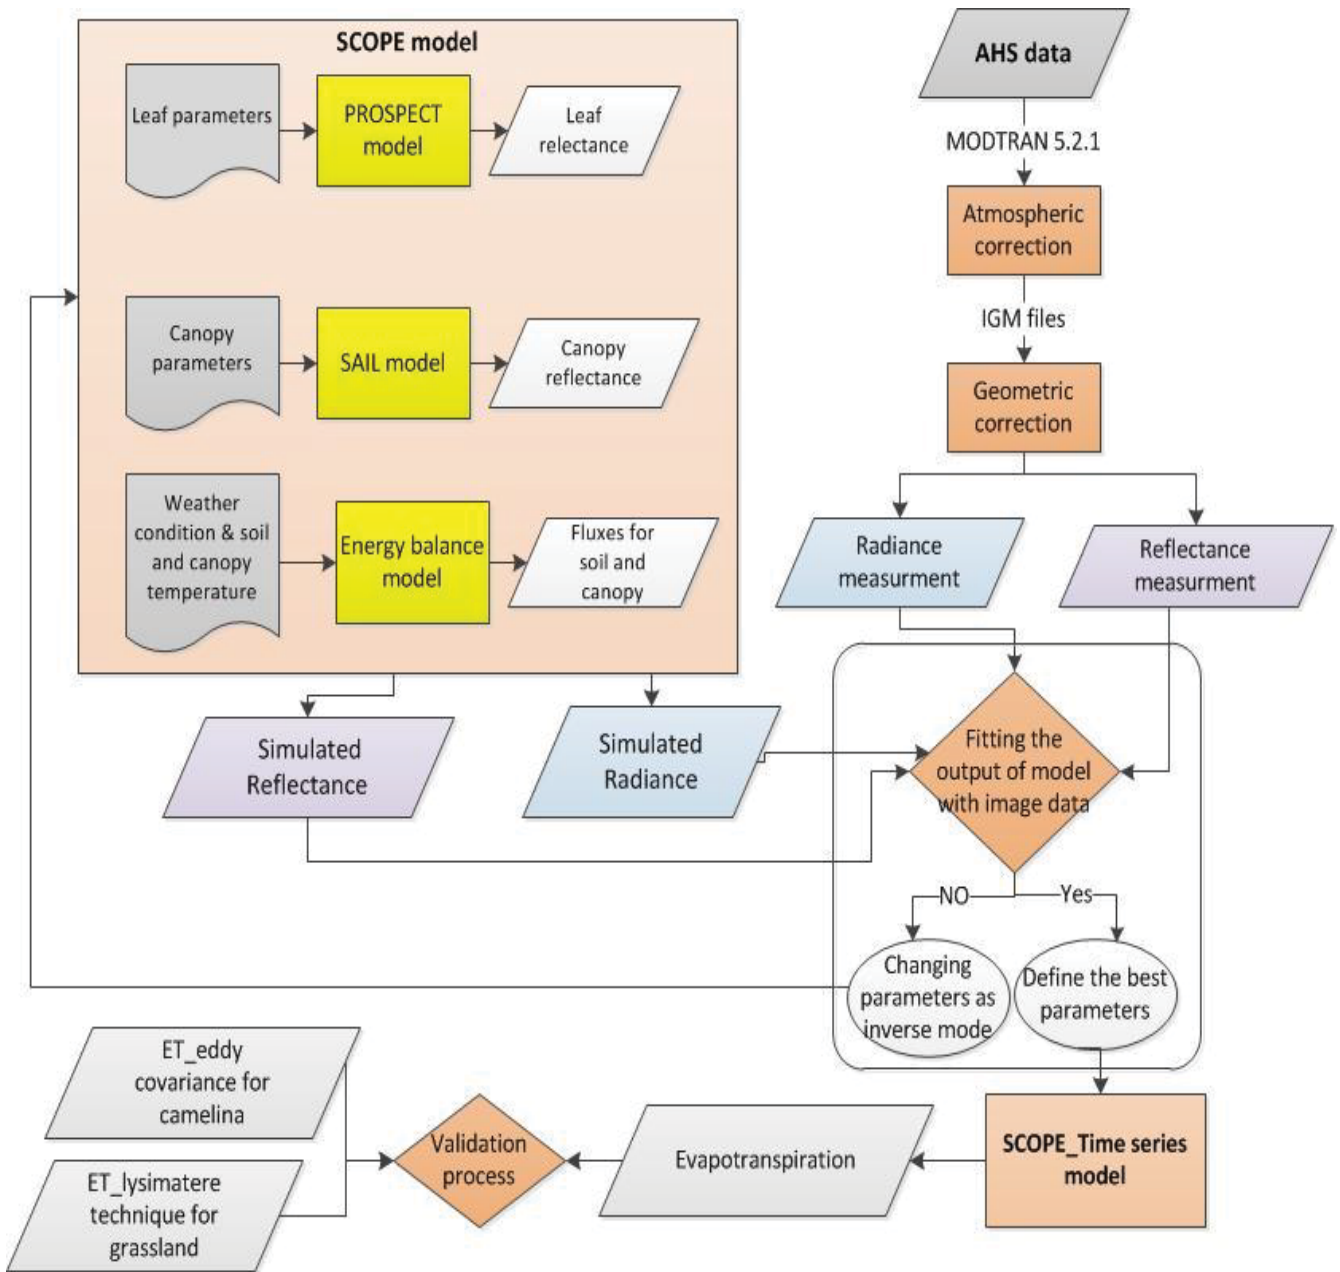 SCOPE model
Leaf parameters
PROSPECT
model
Leaf
relectance
Canopy
parameters
SAIL model
Canopy
reflectance
Weather
condition & soil
and canopy
temperature
Energy balance
model
Fluxes for
soil and
canopy
AHS data
MODTRAN 5.2.1
Atmospheric
correction
IGM files
Geometric
correction
Radiance
measurment
Reflectance
measurment
Simulated
Reflectance
Simulated
Radiance
Fitting the
output of model
with image data
NO
Yes
Changing
parameters as
inverse mode
Define the best
parameters
SCOPE_Time series
model
Evapotranspiration
Validation
process
ET_eddy
covariance for
camelina
ET_lysimatere
technique for
grassland